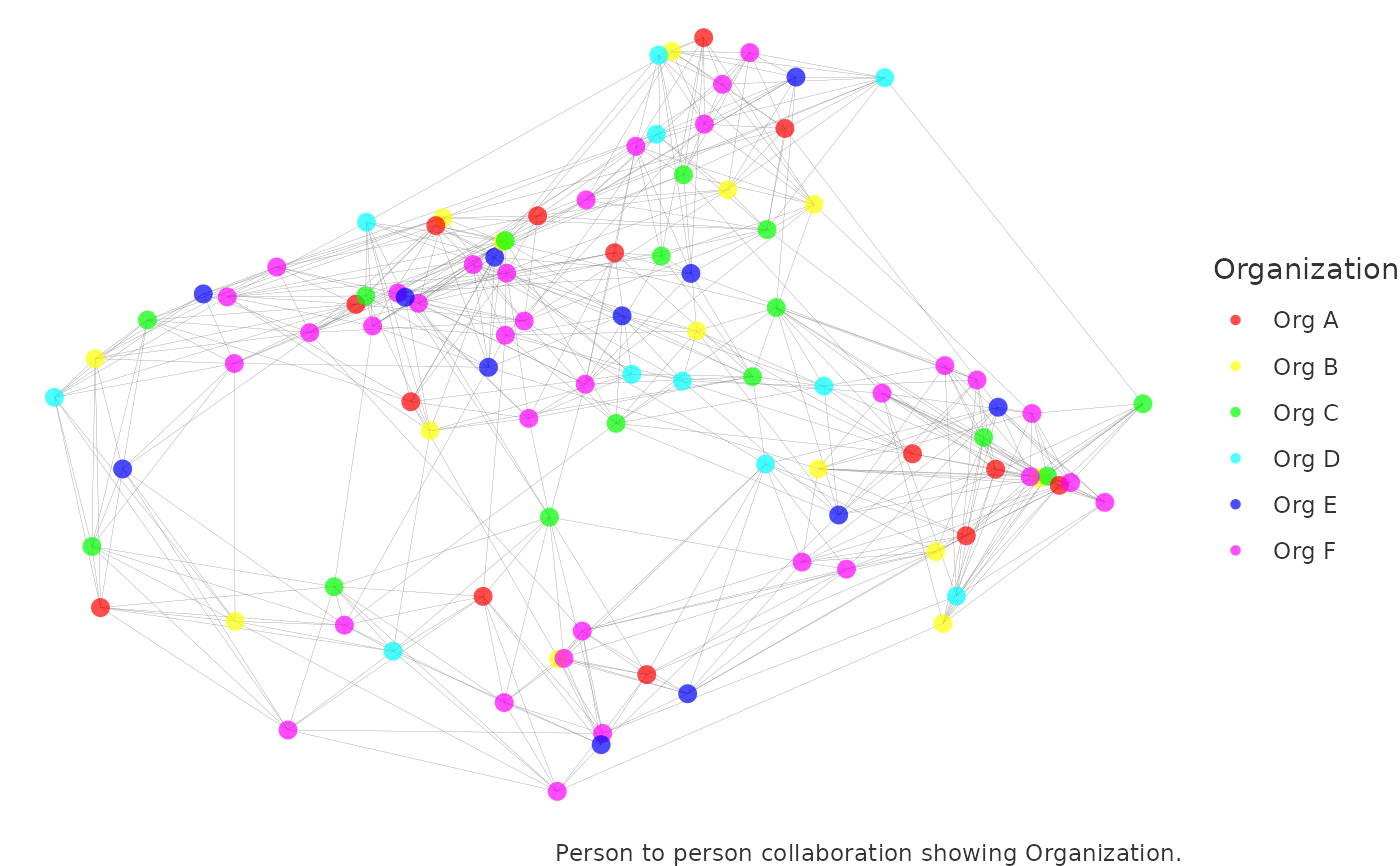 Organization
Org A
Org B
Org C
Org D
Org E
Org F
Person to person collaboration showing Organization.